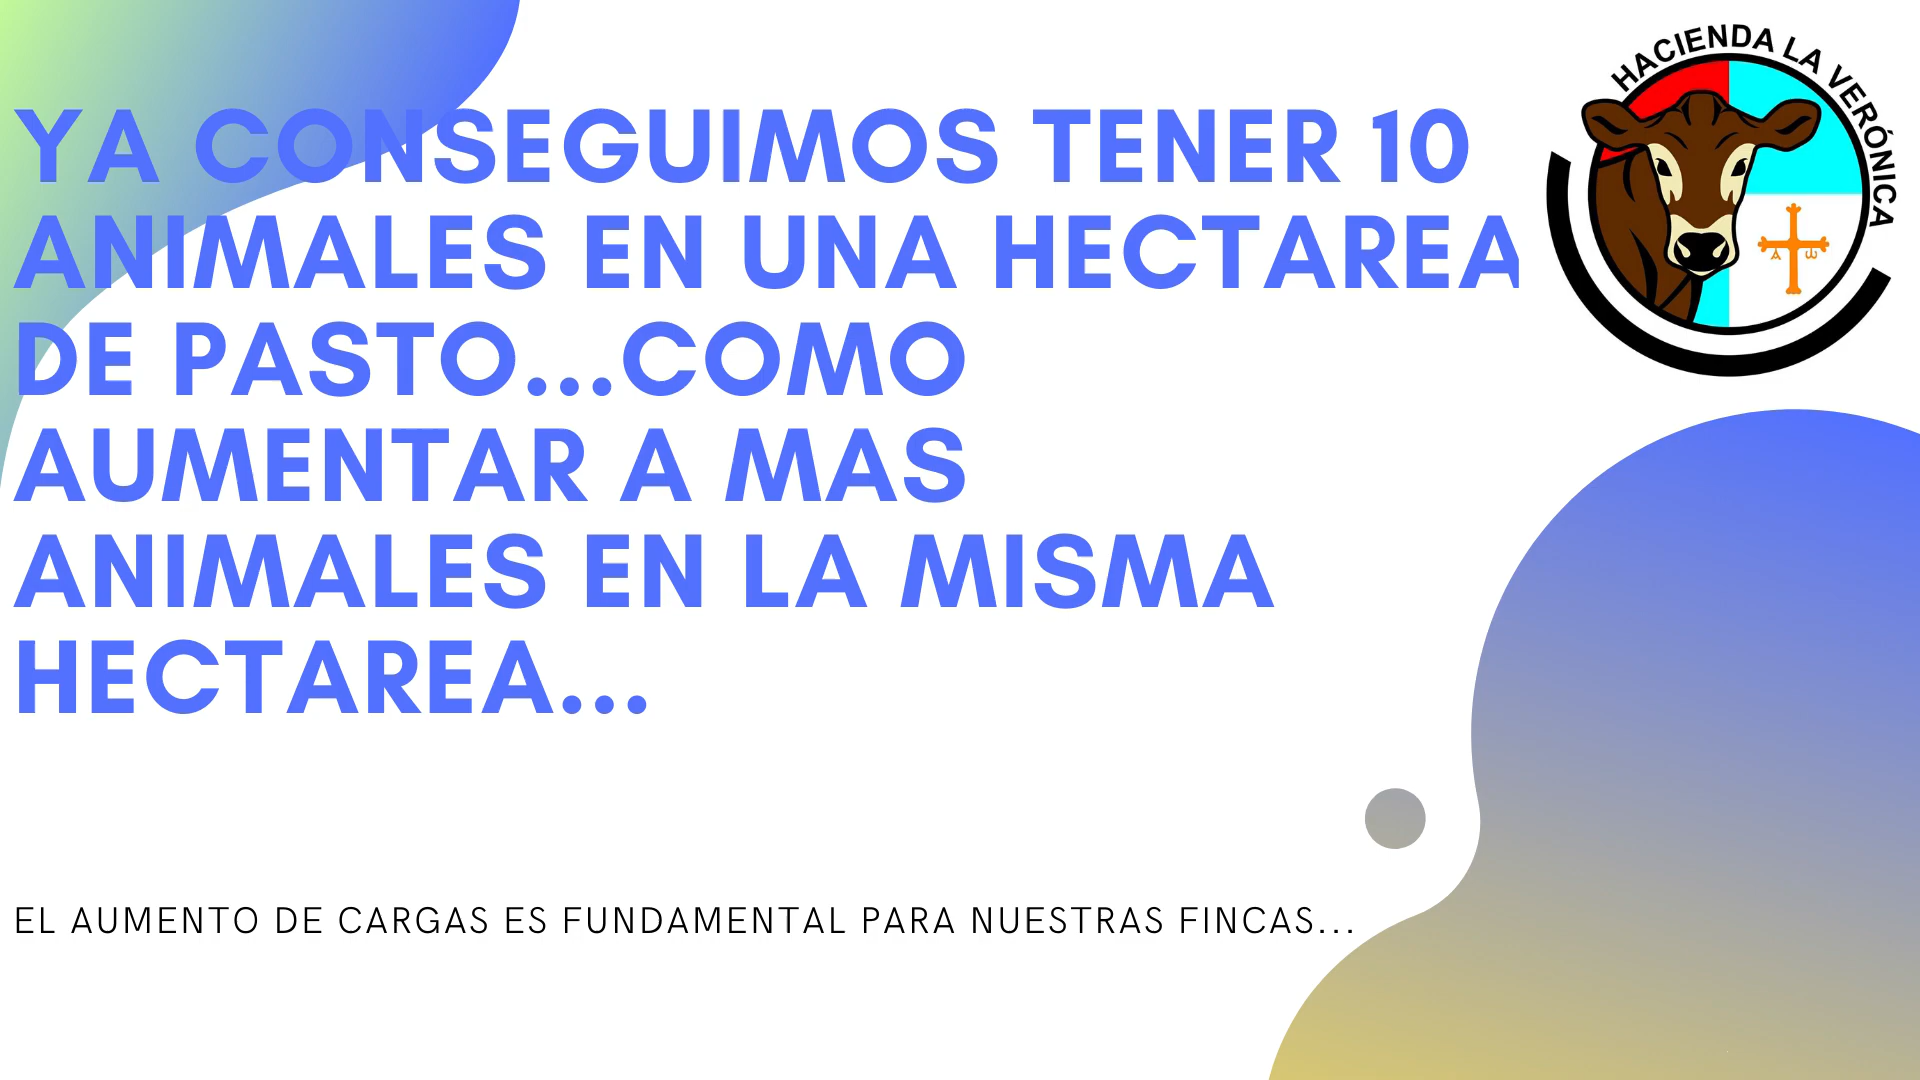 HACIENDA LA VERÓNICA
YA CONSEGUIMOS TENER 10
ANIMALES EN UNA HECTAREA
DE PASTO...COMO
AUMENTAR A MAS
ANIMALES EN LA MISMA
HECTAREA...
EL AUMENTO DE CARGAS ES FUNDAMENTAL PARA NUESTRAS FINCAS...